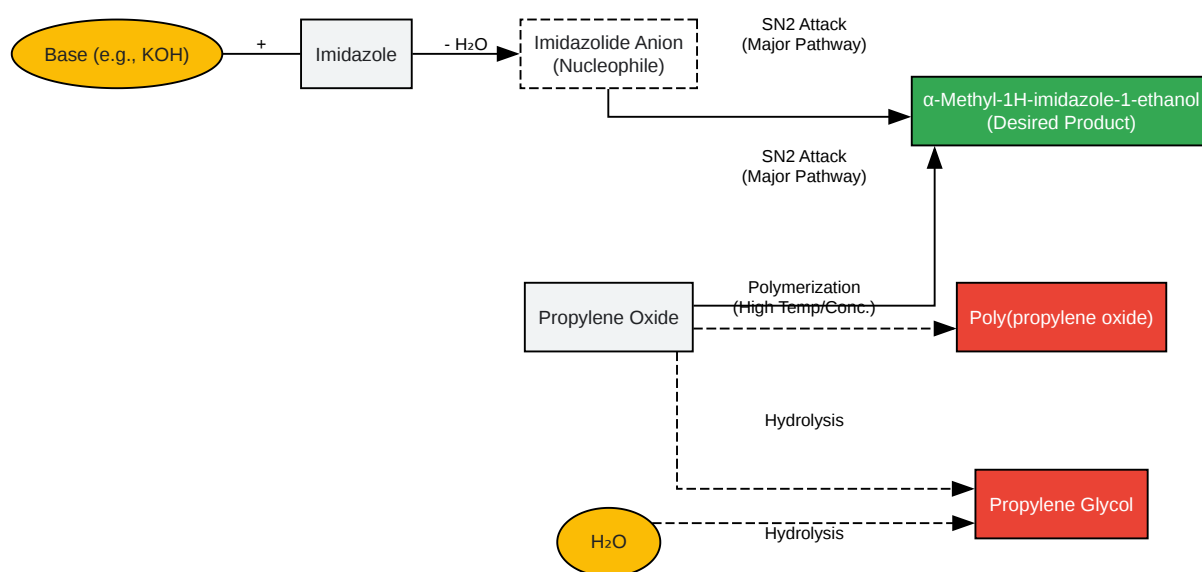 SN2 Attack
(Major Pathway)
Base (e.g., KOH)
+
Imidazole
- H₂O
Imidazolide Anion
(Nucleophile)
α-Methyl-1H-imidazole-1-ethanol
(Desired Product)
SN2 Attack
(Major Pathway)
Propylene Oxide
Polymerization
(High Temp/Conc.)
Poly(propylene oxide)
Hydrolysis
Propylene Glycol
H₂O
Hydrolysis